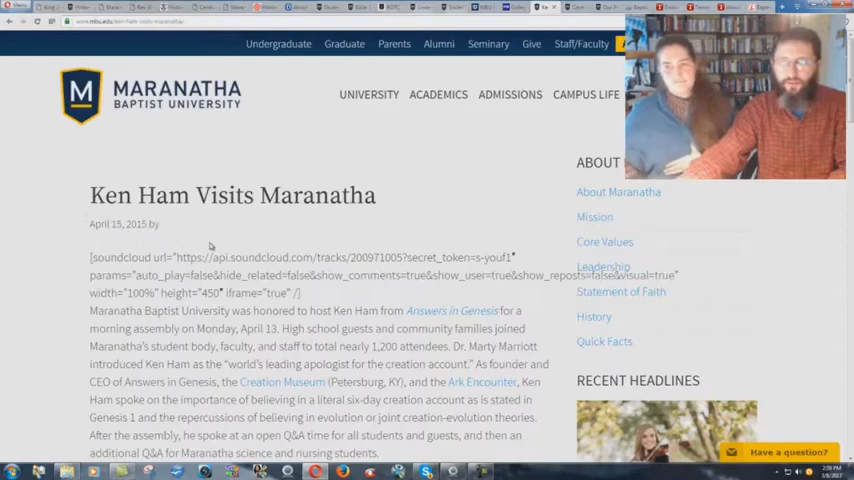 Menu
www.mbu.edu/ken-ham-visits-maranatha/
Undergraduate Graduate Parents Alumni Seminary Give Staff/Faculty
M MARANATHA
BAPTIST UNIVERSITY
UNIVERSITY ACADEMICS ADMISSIONS CAMPUS LIFE
Ken Ham Visits Maranatha
April 15, 2015 by
[soundcloud url="https://api.soundcloud.com/tracks/200971005?secret_token=s-youf1"
params="auto_play=false&hide_related=false&show_comments=true&show_user=true&show_reposts=false&visual=true"
width="100%" height="450" iframe="true" /]
Maranatha Baptist University was honored to host Ken Ham from Answers in Genesis for
a morning assembly on Monday, April 13. High school guests and community families joined
Maranatha's student body, faculty, and staff to total nearly 1,200 attendees. Dr. Marty Marriott
introduced Ken Ham as the "world's leading apologist for the creation account." As founder and
CEO of Answers in Genesis, the Creation Museum (Petersburg, KY), and the Ark Encounter, Ken
Ham spoke on the importance of believing in a literal six-day creation account as is stated in
Genesis 1 and the repercussions of believing in evolution or joint creation-evolution theories.
After the assembly, he spoke at an open Q&A time for all students and guests, and then an
additional Q&A for Maranatha science and nursing students.
ABOUT
About Maranatha
Mission
Core Values
Leadership
Statement of Faith
History
Quick Facts
RECENT HEADLINES
Have a question?
2:59 PM